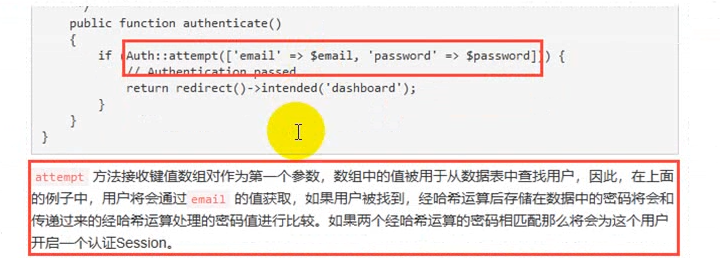 */
public function authenticate()
{
if (Auth::attempt(['email' => $email, 'password' => $password])) {
// Authentication passed
return redirect()->intended('dashboard');
}
}
}
attempt 方法接收键值数组对作为第一个参数，数组中的值被用于从数据表中查找用户，因此，在上面
的例子中，用户将会通过 email 的值获取，如果用户被找到，经哈希运算后存储在数据中的密码将会和
传递过来的经哈希运算处理的密码值进行比较。如果两个经哈希运算的密码相匹配那么将会为这个用户
开启一个认证Session。